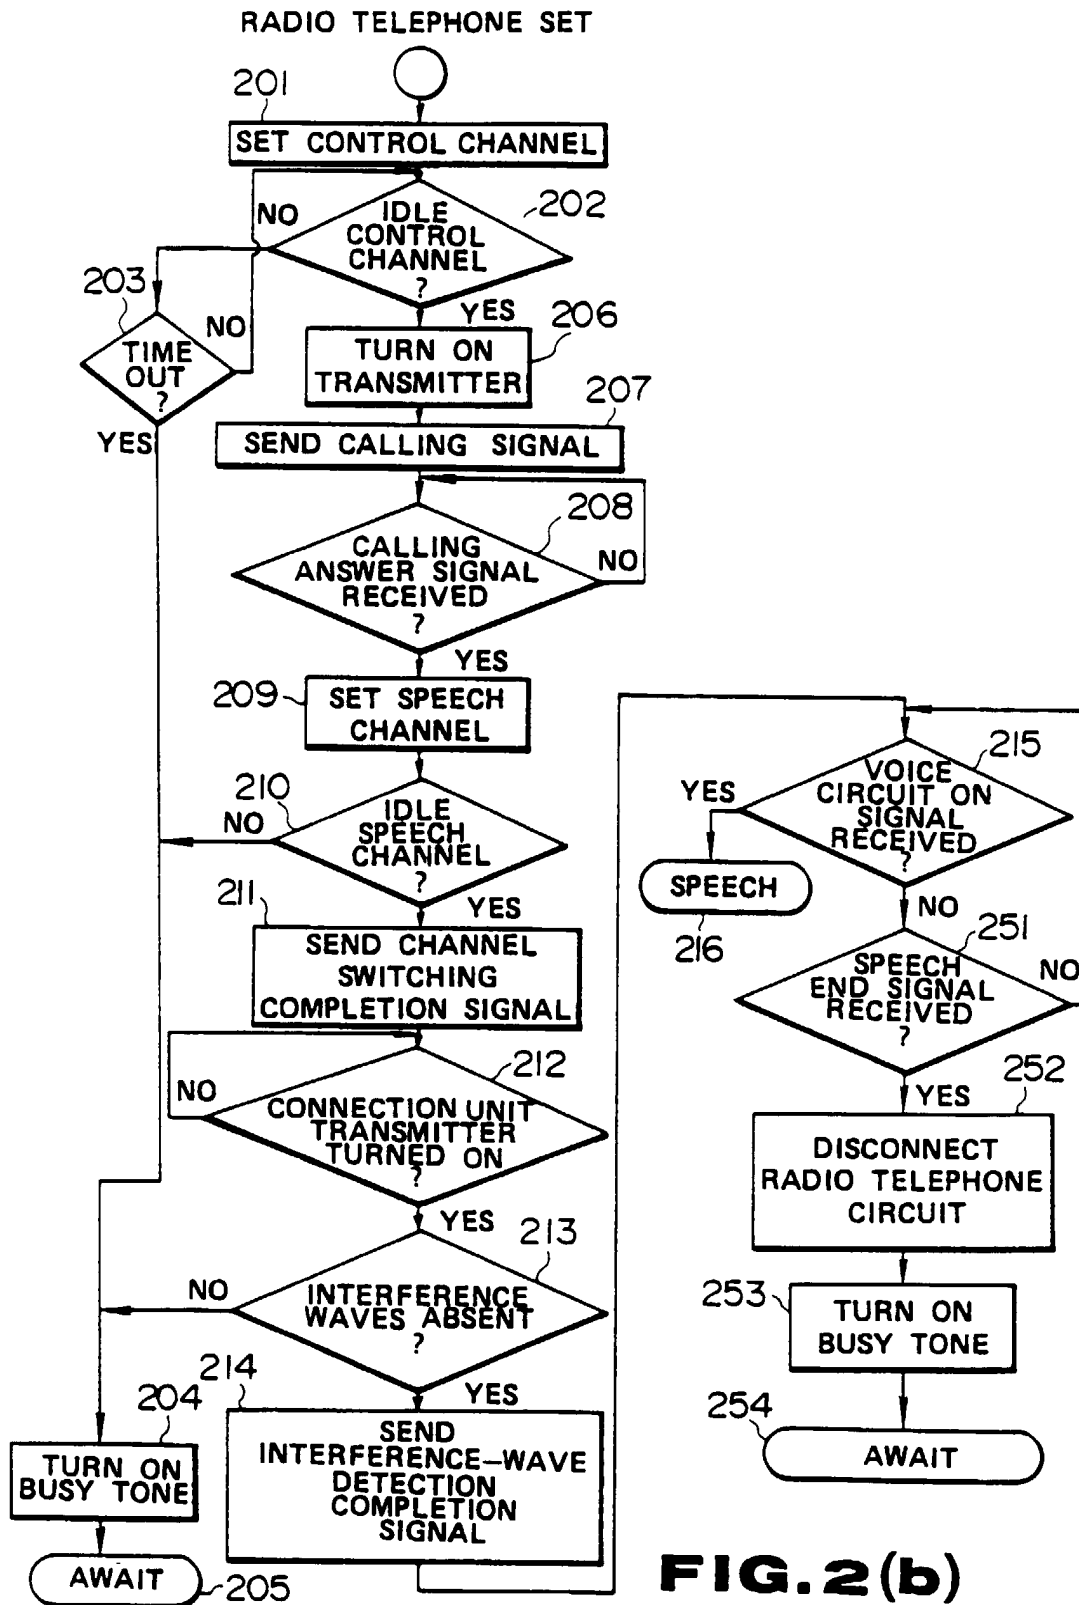 RADIO TELEPHONE SET
201
SET CONTROL CHANNEL
202
IDLE
CONTROL
CHANNEL
?
NO
YES
203
TIME
OUT
?
NO
YES
206
TURN ON
TRANSMITTER
207
SEND CALLING SIGNAL
208
CALLING
ANSWER SIGNAL
RECEIVED
?
NO
YES
209
SET SPEECH
CHANNEL
210
IDLE
SPEECH
CHANNEL
?
NO
YES
211
SEND CHANNEL
SWITCHING
COMPLETION SIGNAL
212
CONNECTION UNIT
TRANSMITTER
TURNED ON
?
NO
YES
213
INTERFERENCE
WAVES ABSENT
?
NO
YES
214
SEND
INTERFERENCE-WAVE
DETECTION
COMPLETION
SIGNAL
204
TURN ON
BUSY TONE
AWAIT
205
215
VOICE
CIRCUIT ON
SIGNAL
RECEIVED
?
YES
SPEECH
216
NO
251
SPEECH
END SIGNAL
RECEIVED
?
NO
YES
252
DISCONNECT
RADIO TELEPHONE
CIRCUIT
253
TURN ON
BUSY TONE
254
AWAIT
FIG.2(b)